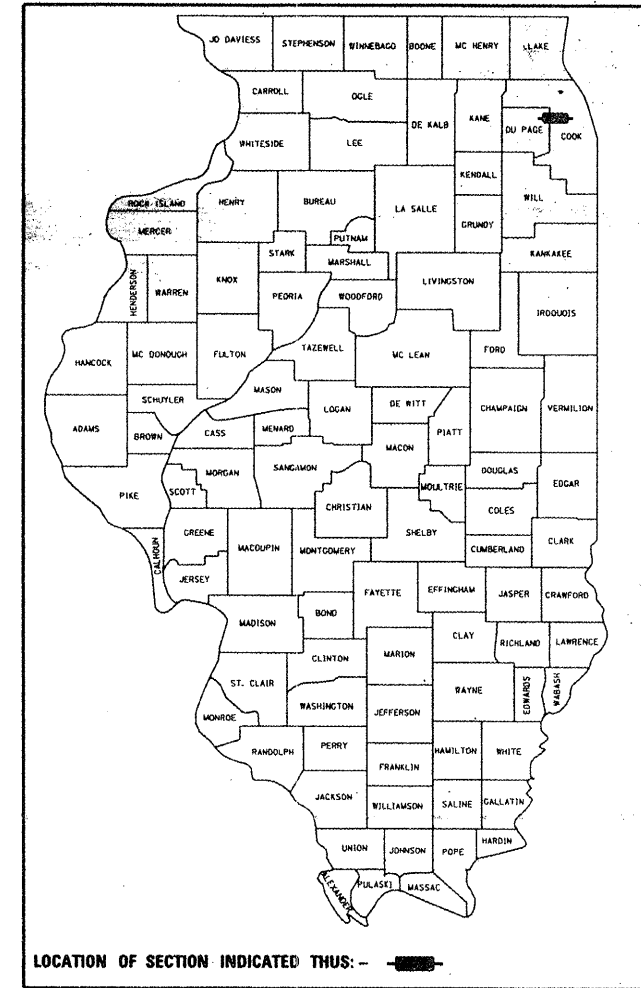 JO DAVIESS
STEPHENSON
WINNEBAGO
BOONE
MC HENRY
LAKE
CARROLL
OGLE
DE KALB
KANE
DU PAGE
COOK
WHITESIDE
LEE
KENDALL
WILL
ROCK ISLAND
HENRY
BUREAU
LA SALLE
GRUNDY
PUTNAM
MERCER
STARK
MARSHALL
KANKAKEE
HENDERSON
WARREN
KNOX
PEORIA
WOODFORD
LIVINGSTON
IROQUOIS
HANCOCK
MC DONOUGH
FULTON
TAZEWELL
MC LEAN
FORD
SCHUYLER
MASON
LOGAN
DE WITT
CHAMPAIGN
VERMILION
ADAMS
BROWN
CASS
MENARD
MACON
PIATT
PIKE
SCOTT
MORGAN
SANGAMON
CHRISTIAN
MOULTRIE
DOUGLAS
EDGAR
COLES
CALHOUN
GREENE
MACOUPIN
MONTGOMERY
SHELBY
CUMBERLAND
CLARK
JERSEY
FAYETTE
EFFINGHAM
JASPER
CRAWFORD
MADISON
BOND
CLAY
RICHLAND
LAWRENCE
CLINTON
MARION
ST. CLAIR
WASHINGTON
WAYNE
EDWARDS
WABASH
MONROE
JEFFERSON
RANDOLPH
PERRY
HAMILTON
WHITE
FRANKLIN
JACKSON
WILLIAMSON
SALINE
GALLATIN
UNION
JOHNSON
POPE
HARDIN
ALEXANDER
PULASKI
MASSAC
LOCATION OF SECTION INDICATED THUS: -